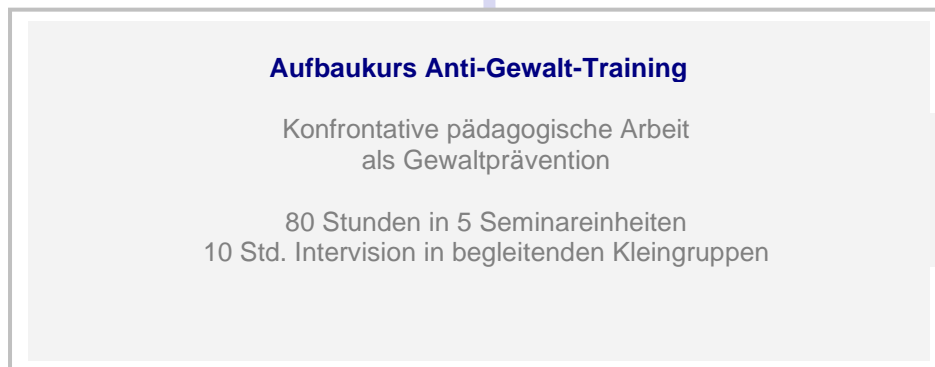 Aufbaukurs Anti-Gewalt-Training
Konfrontative pädagogische Arbeit
als Gewaltprävention
80 Stunden in 5 Seminareinheiten
10 Std. Intervision in begleitenden Kleingruppen